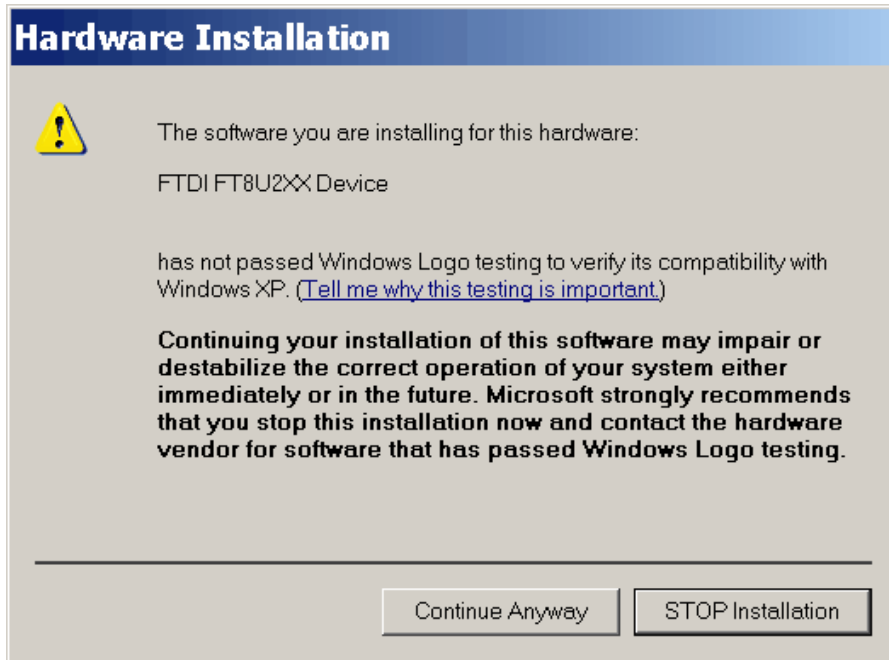 Hardware Installation
The software you are installing for this hardware:
FTDI FT8U2XX Device
has not passed Windows Logo testing to verify its compatibility with
Windows XP. (Tell me why this testing is important.)
Continuing your installation of this software may impair or
destabilize the correct operation of your system either
immediately or in the future. Microsoft strongly recommends
that you stop this installation now and contact the hardware
vendor for software that has passed Windows Logo testing.
Continue Anyway
STOP Installation